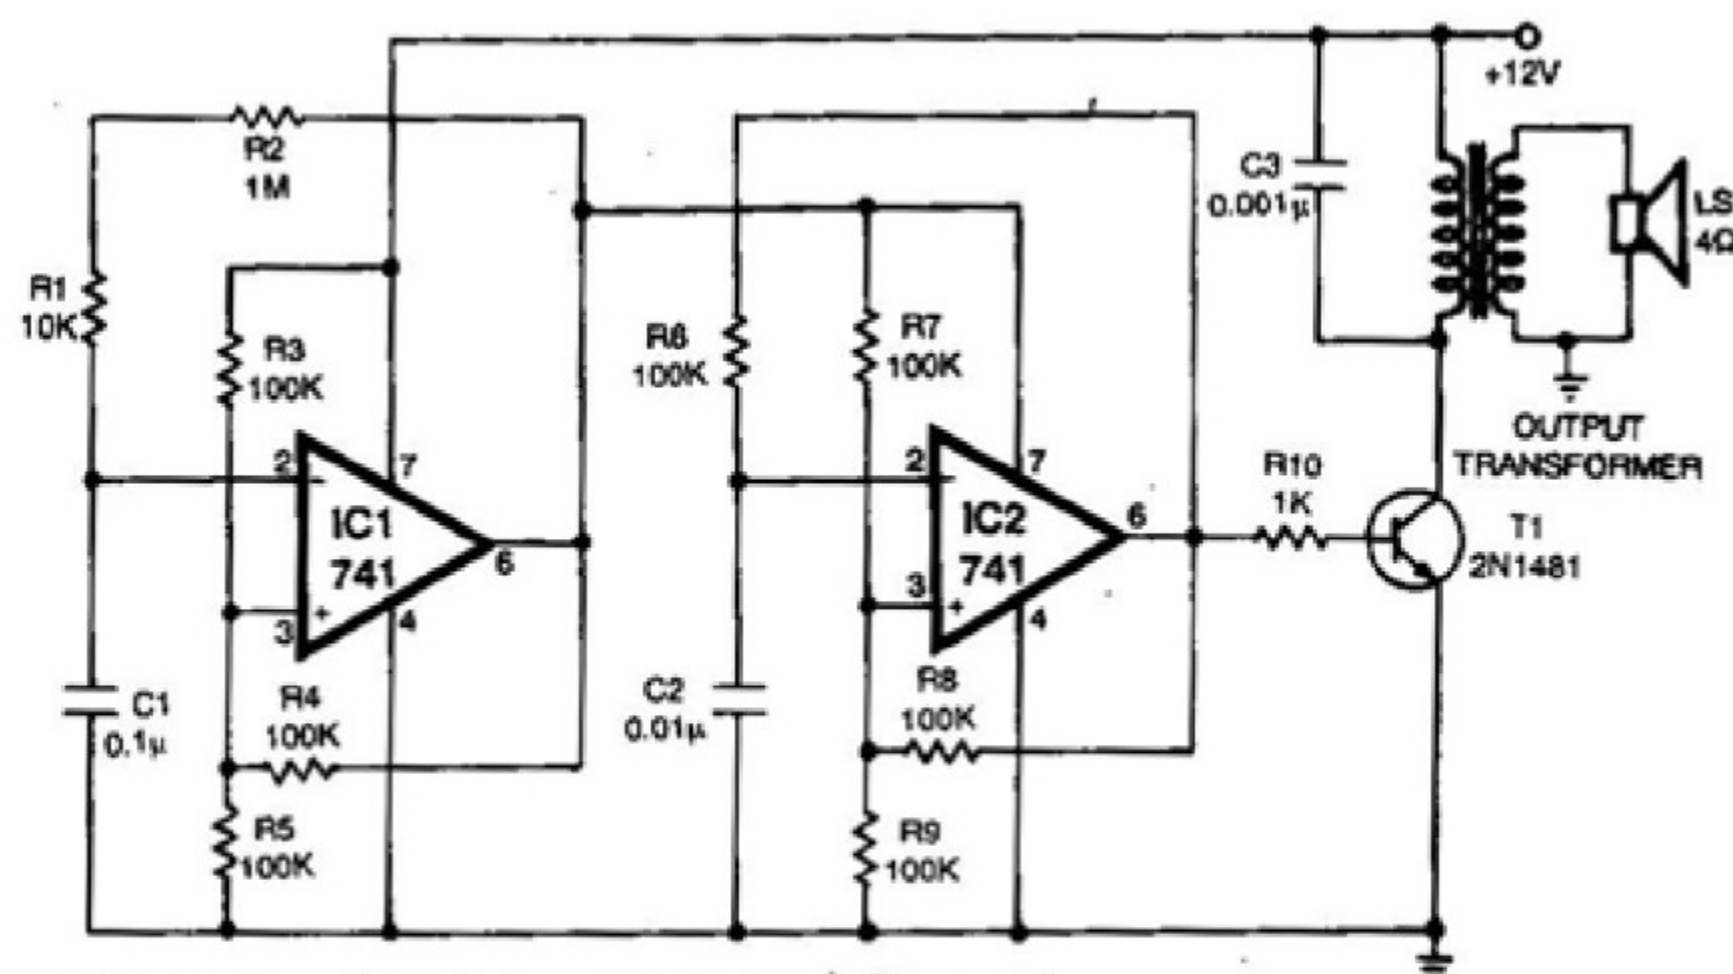 +12V
R2
1M
C3
0.001µ
LS
4Ω
R1
10K
R3
100K
R6
100K
R7
100K
OUTPUT
TRANSFORMER
2
7
IC1
741
6
3
4
+
-
2
7
IC2
741
6
3
4
+
-
R10
1K
T1
2N1481
C1
0.1µ
R4
100K
C2
0.01µ
R8
100K
R5
100K
R9
100K